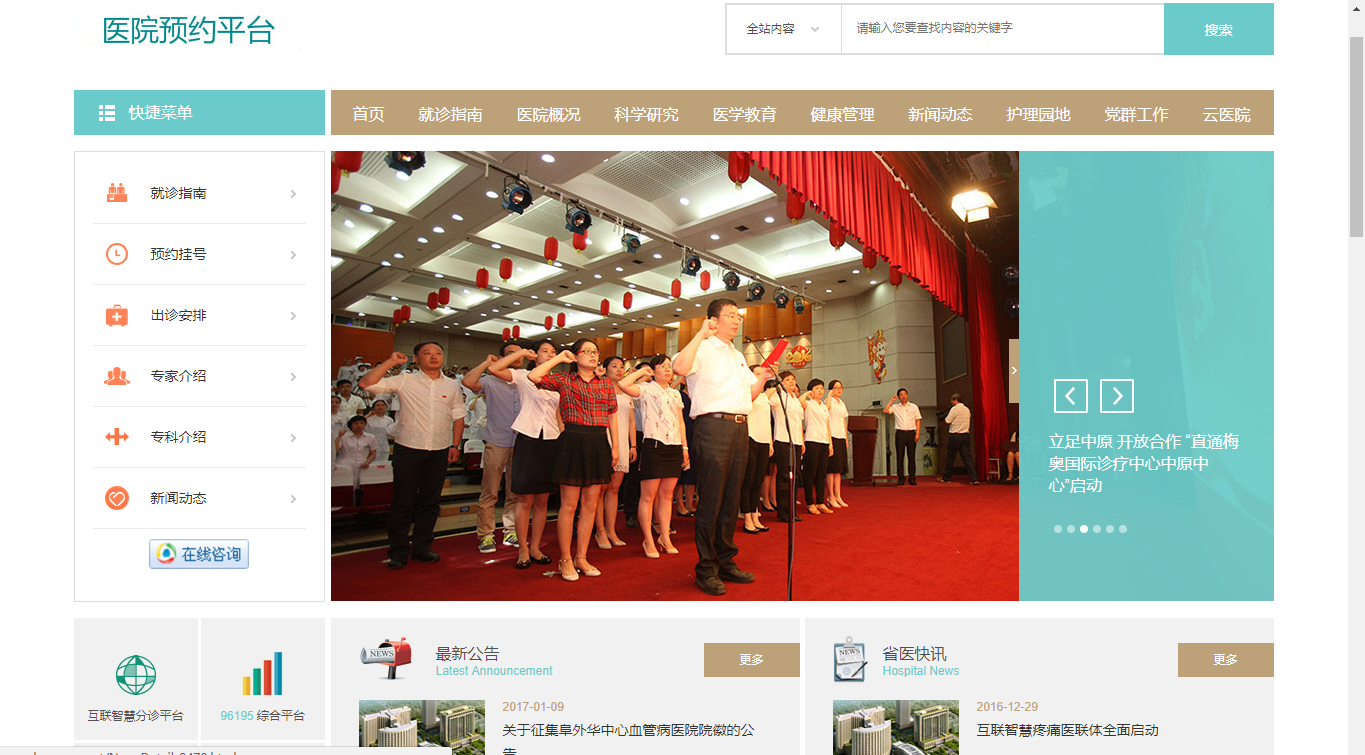 医院预约平台
全站内容
请输入您要查找内容的关键字
搜索
快捷菜单
首页 就诊指南 医院概况 科学研究 医学教育 健康管理 新闻动态 护理园地 党群工作 云医院
就诊指南
预约挂号
出诊安排
专家介绍
专科介绍
新闻动态
在线咨询
立足中原 开放合作 “直通梅
奥国际诊疗中心中原中
心”启动
互联智慧分诊平台
96195 综合平台
NEWS
最新公告
Latest Announcement
更多
2017-01-09
关于征集阜外华中心血管病医院院徽的公
告
NEWS
省医快讯
Hospital News
更多
2016-12-29
互联智慧疼痛医联体全面启动